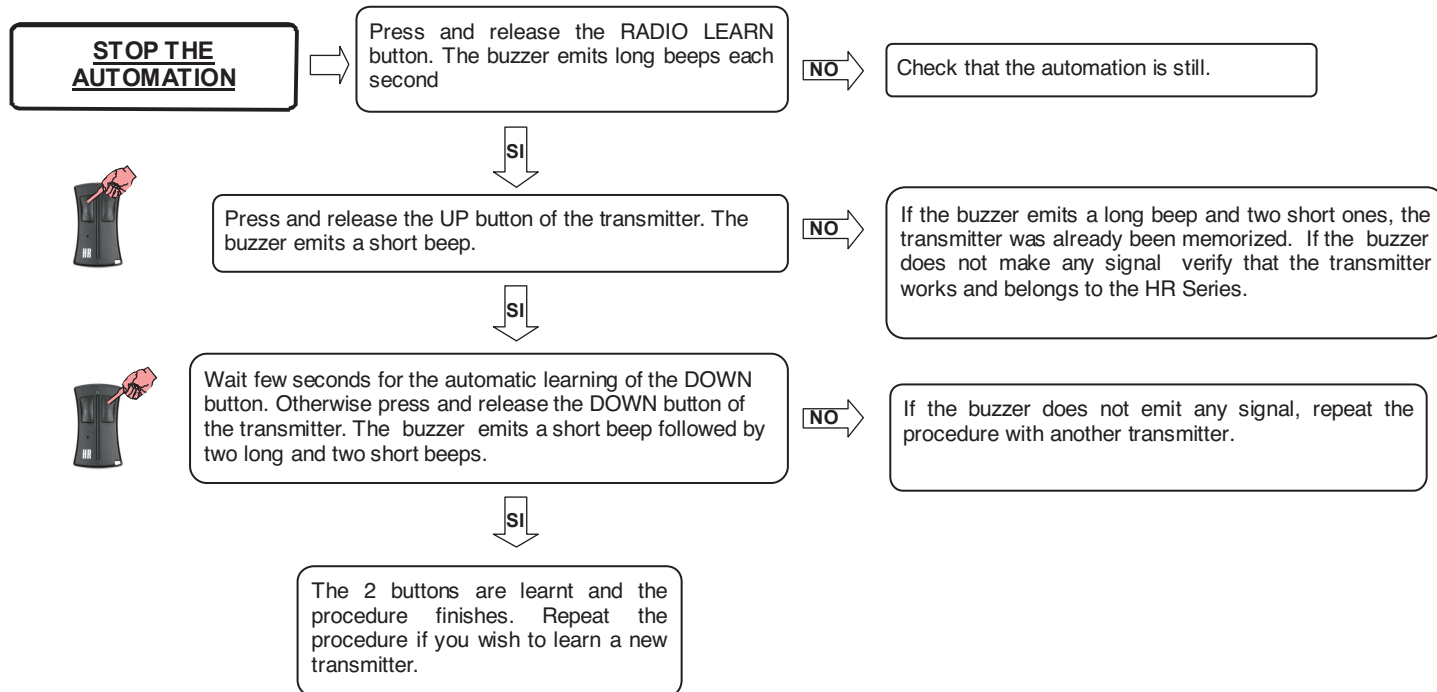 STOP THE
AUTOMATION
Press and release the RADIO LEARN
button. The buzzer emits long beeps each
second
NO
Check that the automation is still.
SI
HR
Press and release the UP button of the transmitter. The
buzzer emits a short beep.
NO
If the buzzer emits a long beep and two short ones, the
transmitter was already been memorized. If the buzzer
does not make any signal verify that the transmitter
works and belongs to the HR Series.
SI
HR
Wait few seconds for the automatic learning of the DOWN
button. Otherwise press and release the DOWN button of
the transmitter. The buzzer emits a short beep followed by
two long and two short beeps.
NO
If the buzzer does not emit any signal, repeat the
procedure with another transmitter.
SI
The 2 buttons are learnt and the
procedure finishes. Repeat the
procedure if you wish to learn a new
transmitter.